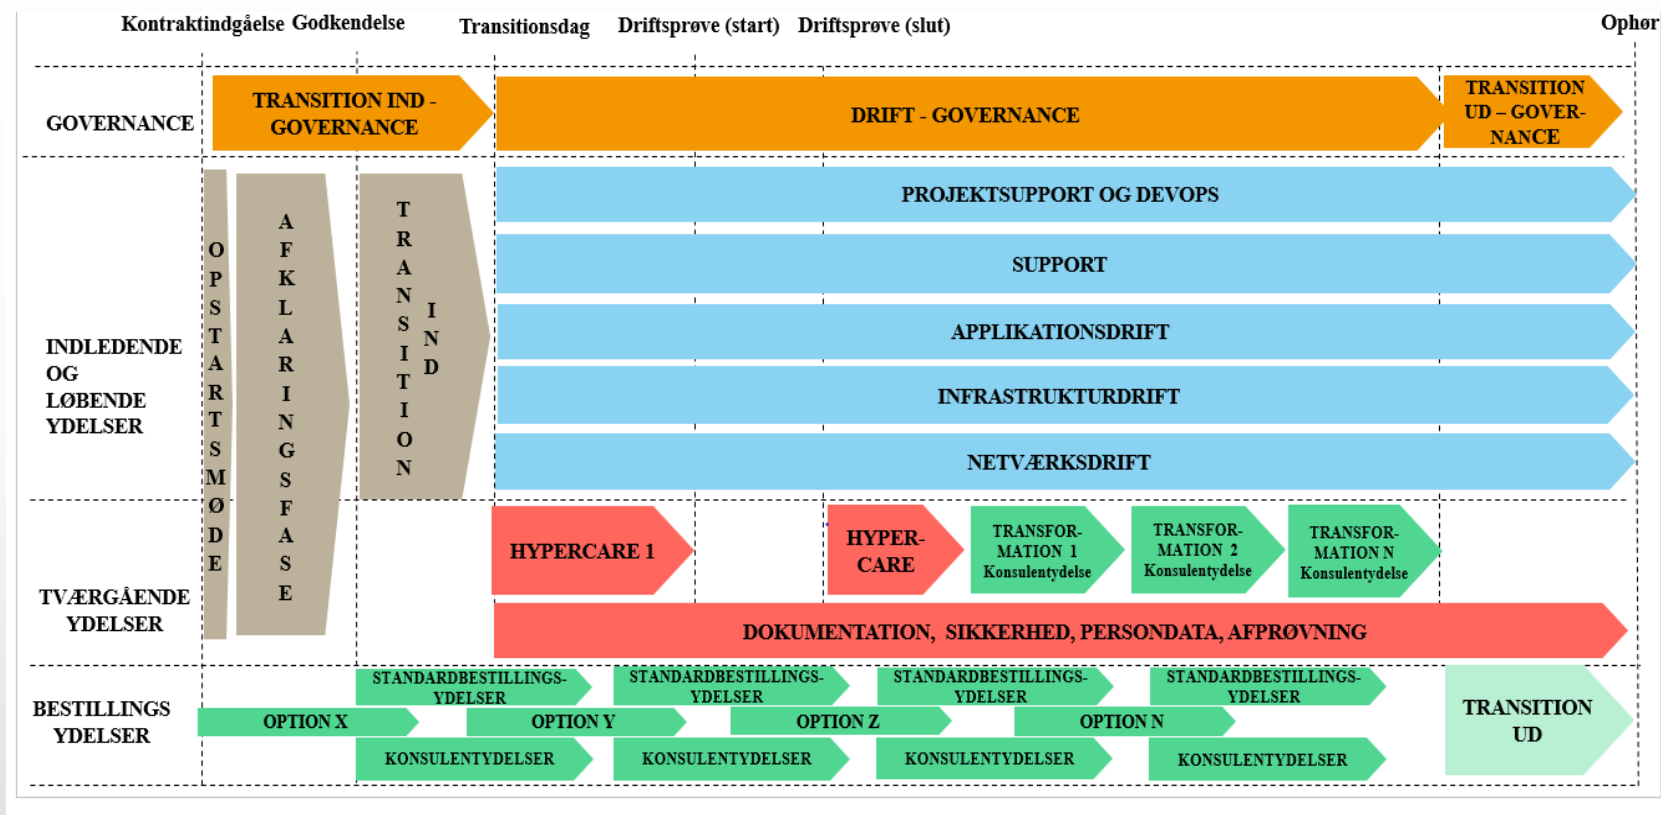 Kontraktindgåelse
Godkendelse
Transitionsdag
Driftsprøve (start)
Driftsprøve (slut)
Ophør
GOVERNANCE
TRANSITION IND -
GOVERNANCE
DRIFT - GOVERNANCE
TRANSITION
UD – GOVER-
NANCE
INDLEDENDE
OG
LØBENDE
YDELSER
OPSTARTSMØDE
AFKLARINGSFASE
TRANSITION
IND
PROJEKTSUPPORT OG DEVOPS
SUPPORT
APPLIKATIONSDRIFT
INFRASTRUKTURDRIFT
NETVÆRKSDRIFT
TVÆRGÅENDE
YDELSER
HYPERCARE 1
HYPER-
CARE
TRANSFOR-
MATION 1
Konsulentydelse
TRANSFOR-
MATION 2
Konsulentydelse
TRANSFOR-
MATION N
Konsulentydelse
DOKUMENTATION, SIKKERHED, PERSONDATA, AFPRØVNING
BESTILLINGS
YDELSER
STANDARDBESTILLINGS-
YDELSER
STANDARDBESTILLINGS-
YDELSER
STANDARDBESTILLINGS-
YDELSER
STANDARDBESTILLINGS-
YDELSER
OPTION X
OPTION Y
OPTION Z
OPTION N
KONSULENTYDELSER
KONSULENTYDELSER
KONSULENTYDELSER
KONSULENTYDELSER
TRANSITION
UD